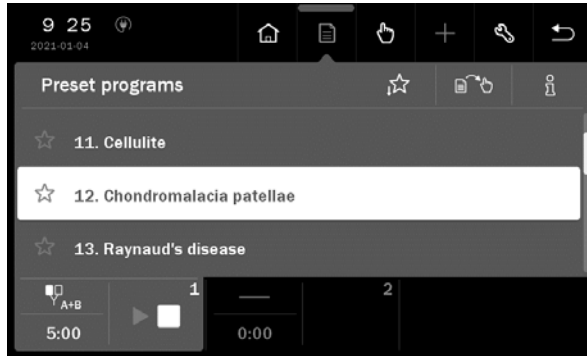 9 25
2021-01-04
Preset programs
11. Cellulite
12. Chondromalacia patellae
13. Raynaud's disease
A+B
1
5:00
0:00
2